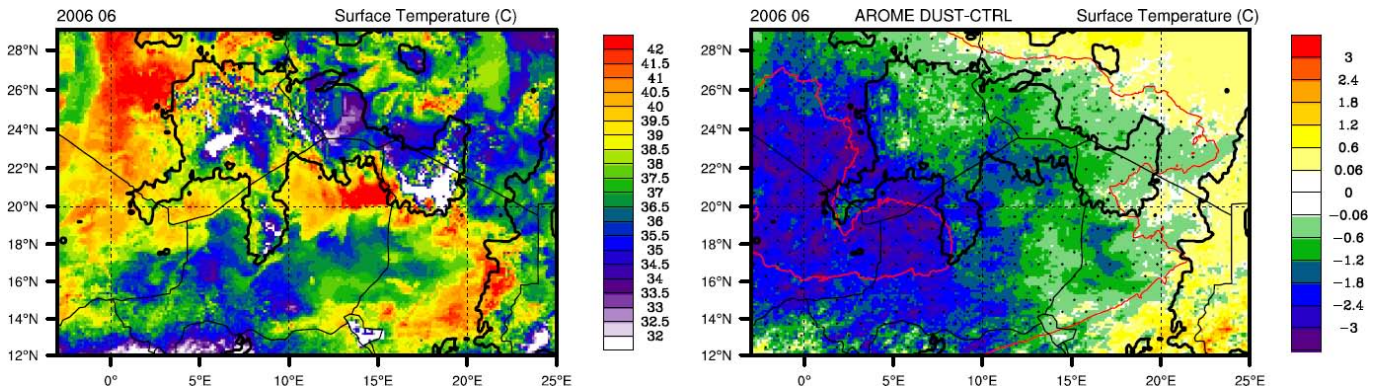 2006 06 Surface Temperature (C)
28°N
26°N
24°N
22°N
20°N
18°N
16°N
14°N
12°N
0° 5°E 10°E 15°E 20°E 25°E
42
41.5
41
40.5
40
39.5
39
38.5
38
37.5
37
36.5
36
35.5
35
34.5
34
33.5
33
32.5
32
2006 06 AROME DUST-CTRL Surface Temperature (C)
28°N
26°N
24°N
22°N
20°N
18°N
16°N
14°N
12°N
0° 5°E 10°E 15°E 20°E 25°E
3
2.4
1.8
1.2
0.6
0.06
0
−0.06
−0.6
−1.2
−1.8
−2.4
−3